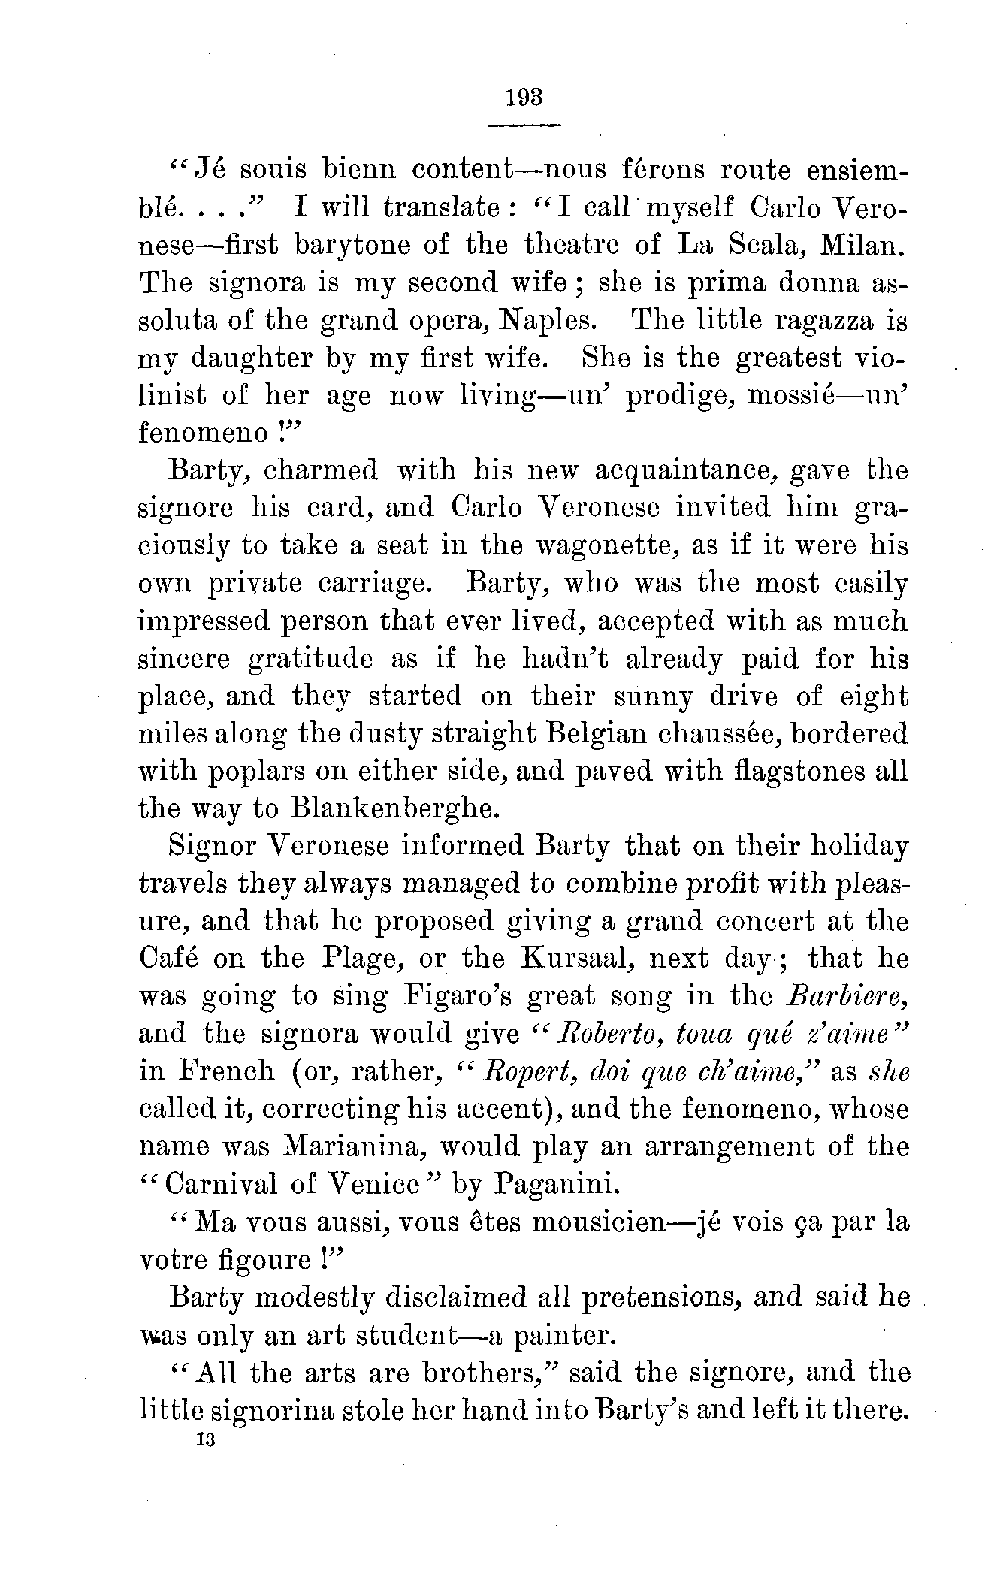 193
“Jé souis bienn content—nous férons route ensiem-
blé. . . .” I will translate : “I call myself Carlo Vero-
nese—first barytone of the theatre of La Scala, Milan.
The signora is my second wife ; she is prima donna as-
soluta of the grand opera, Naples. The little ragazza is
my daughter by my first wife. She is the greatest vio-
linist of her age now living—un’ prodige, mossié—un’
fenomeno !”
Barty, charmed with his new acquaintance, gave the
signore his card, and Carlo Veronese invited him gra-
ciously to take a seat in the wagonette, as if it were his
own private carriage. Barty, who was the most easily
impressed person that ever lived, accepted with as much
sincere gratitude as if he hadn’t already paid for his
place, and they started on their sunny drive of eight
miles along the dusty straight Belgian chaussée, bordered
with poplars on either side, and paved with flagstones all
the way to Blankenberghe.
Signor Veronese informed Barty that on their holiday
travels they always managed to combine profit with pleas-
ure, and that he proposed giving a grand concert at the
Café on the Plage, or the Kursaal, next day ; that he
was going to sing Figaro’s great song in the Barbiere,
and the signora would give “Roberto, toua qué z’aime”
in French (or, rather, “Ropert, doi que ch’aime,” as she
called it, correcting his accent), and the fenomeno, whose
name was Marianina, would play an arrangement of the
“Carnival of Venice” by Paganini.
“Ma vous aussi, vous êtes mousicien—jé vois ça par la
votre figoure !”
Barty modestly disclaimed all pretensions, and said he
was only an art student—a painter.
“All the arts are brothers,” said the signore, and the
little signorina stole her hand into Barty’s and left it there.
13